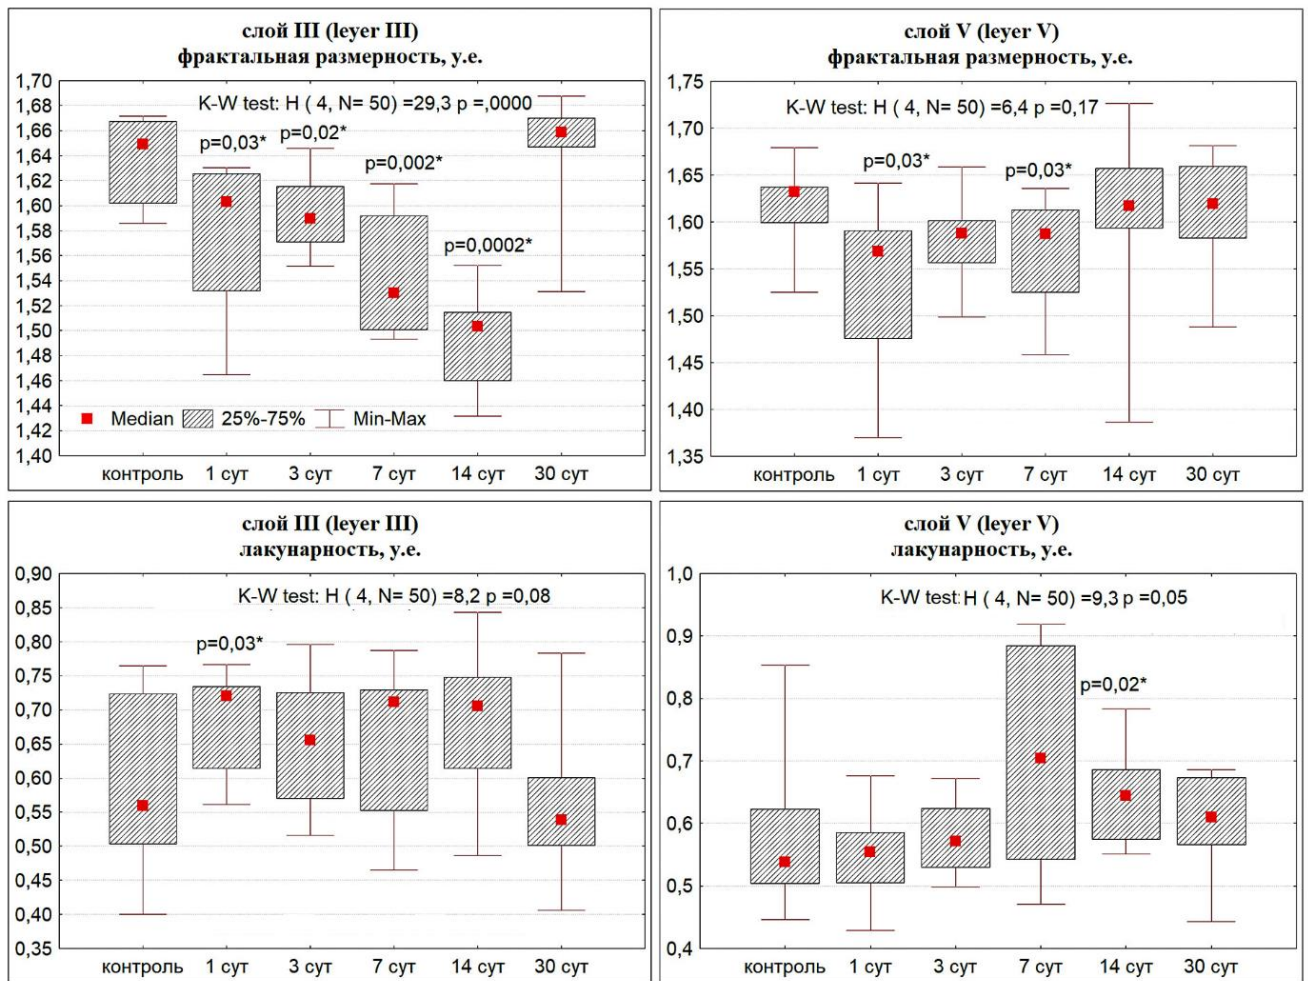 слой III (leyer III)
фрактальная размерность, у.е.
1,70
1,68
1,66
1,64
1,62
1,60
1,58
1,56
1,54
1,52
1,50
1,48
1,46
1,44
1,42
1,40
K-W test: H ( 4, N= 50) =29,3 p =,0000
p=0,03*
p=0,02*
p=0,002*
p=0,0002*
Median 25%-75% Min-Max
контроль 1 сут 3 сут 7 сут 14 сут 30 сут
слой V (leyer V)
фрактальная размерность, у.е.
1,75
1,70
1,65
1,60
1,55
1,50
1,45
1,40
1,35
K-W test: H ( 4, N= 50) =6,4 p =0,17
p=0,03*
p=0,03*
контроль 1 сут 3 сут 7 сут 14 сут 30 сут
слой III (leyer III)
лакунарность, у.е.
0,90
0,85
0,80
0,75
0,70
0,65
0,60
0,55
0,50
0,45
0,40
0,35
K-W test: H ( 4, N= 50) =8,2 p =0,08
p=0,03*
контроль 1 сут 3 сут 7 сут 14 сут 30 сут
слой V (leyer V)
лакунарность, у.е.
1,0
0,9
0,8
0,7
0,6
0,5
0,4
K-W test: H ( 4, N= 50) =9,3 p =0,05
p=0,02*
контроль 1 сут 3 сут 7 сут 14 сут 30 сут